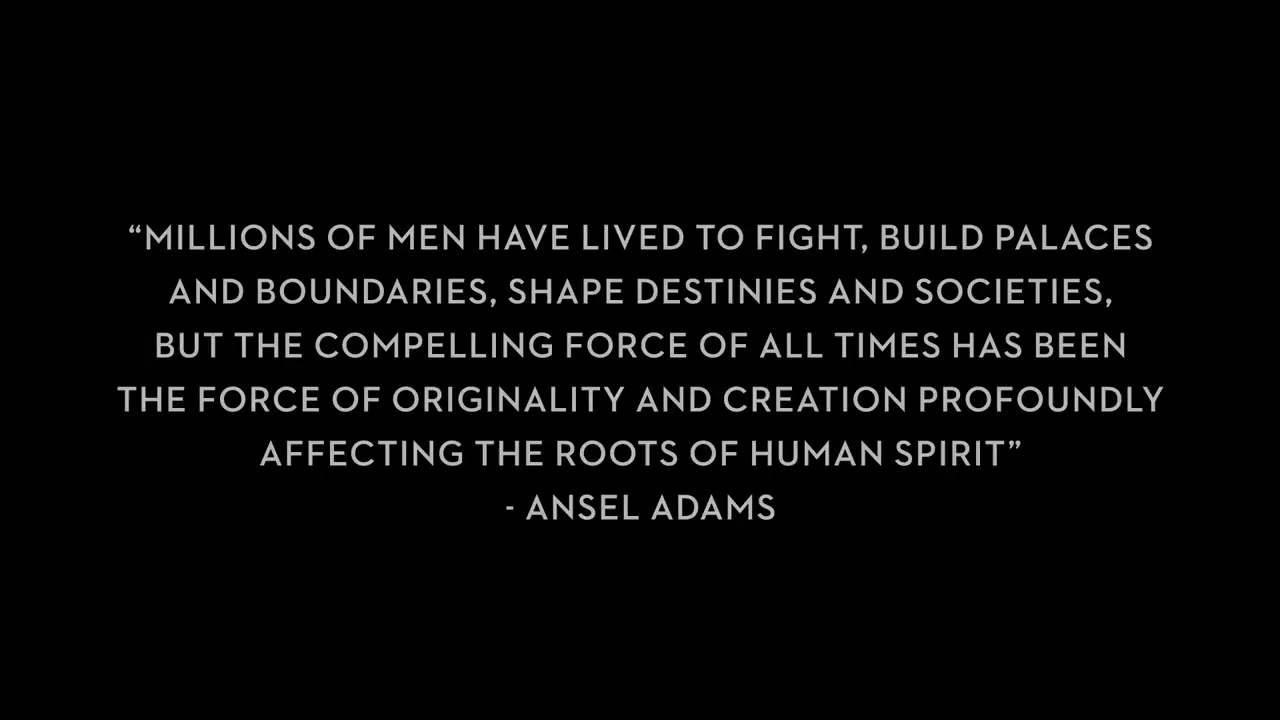 “MILLIONS OF MEN HAVE LIVED TO FIGHT, BUILD PALACES
AND BOUNDARIES, SHAPE DESTINIES AND SOCIETIES,
BUT THE COMPELLING FORCE OF ALL TIMES HAS BEEN
THE FORCE OF ORIGINALITY AND CREATION PROFOUNDLY
AFFECTING THE ROOTS OF HUMAN SPIRIT”
- ANSEL ADAMS